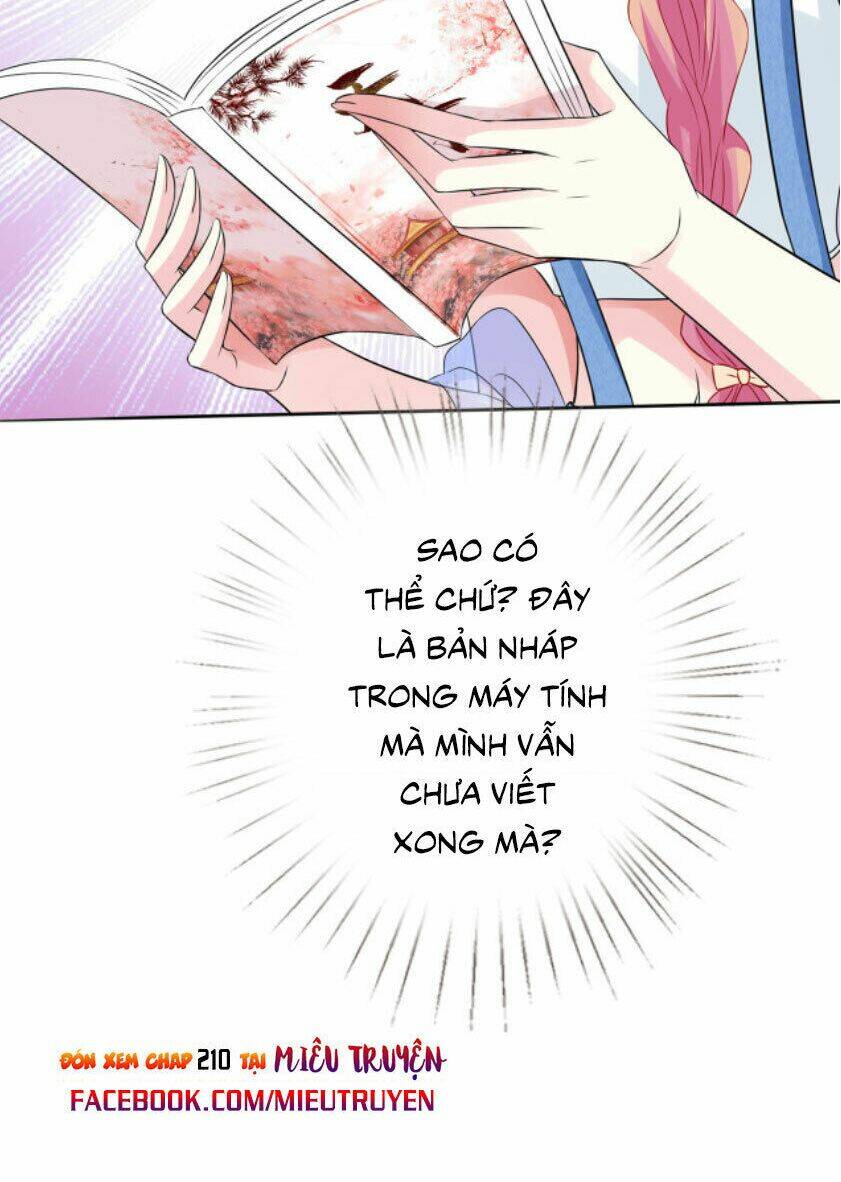 SAO CÓ
THỂ CHỨ? ĐÂY
LÀ BẢN NHÁP
TRONG MÁY TÍNH
MÀ MÌNH VẪN
CHƯA VIẾT
XONG MÀ?
ĐÓN XEM CHAP 210 TẠI MIÊU TRUYỆN
FACEBOOK.COM/MIEUTRUYEN